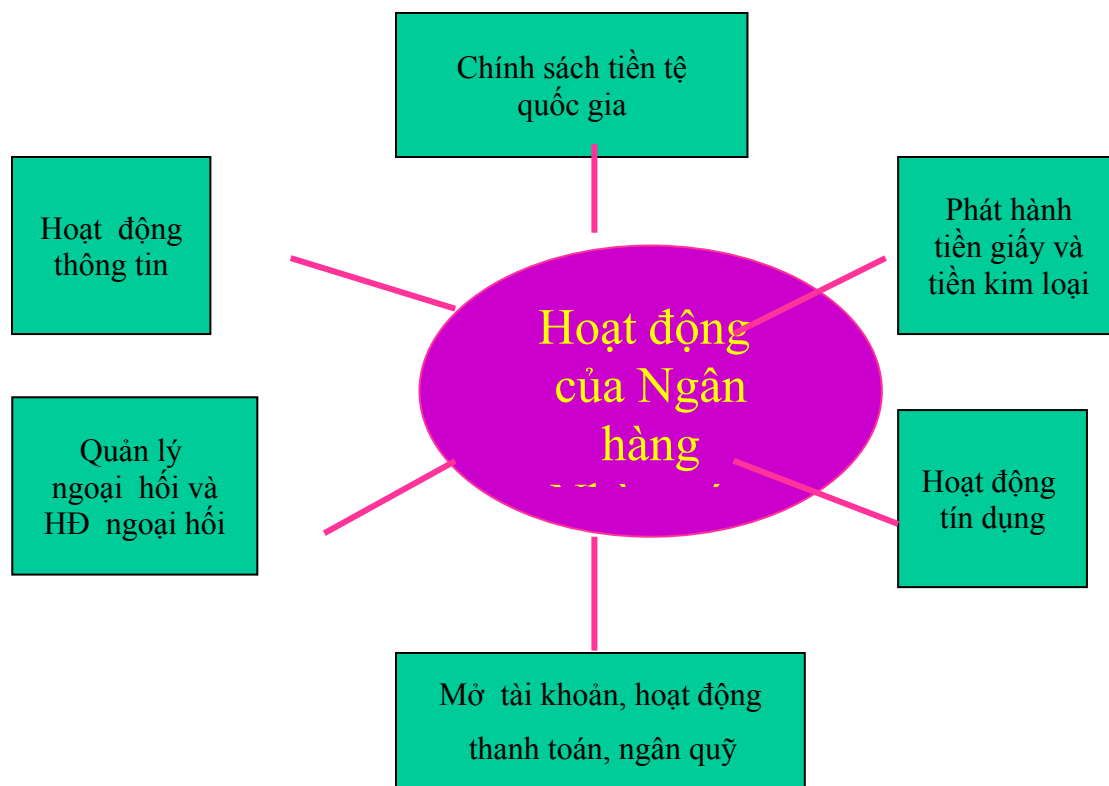 Chính sách tiền tệ
quốc gia
Hoạt động
thông tin
Phát hành
tiền giấy và
tiền kim loại
Hoạt động
của Ngân
hàng
Quản lý
ngoại hối và
HĐ ngoại hối
Hoạt động
tín dụng
Mở tài khoản, hoạt động
thanh toán, ngân quỹ